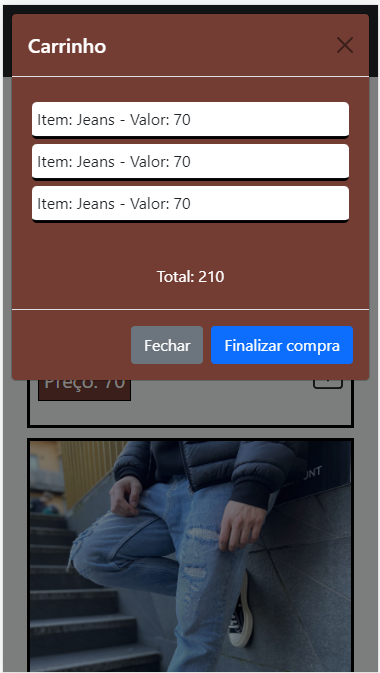 Carrinho
Item: Jeans - Valor: 70
Item: Jeans - Valor: 70
Item: Jeans - Valor: 70
Total: 210
Fechar
Finalizar compra
Preço: 70
JNT